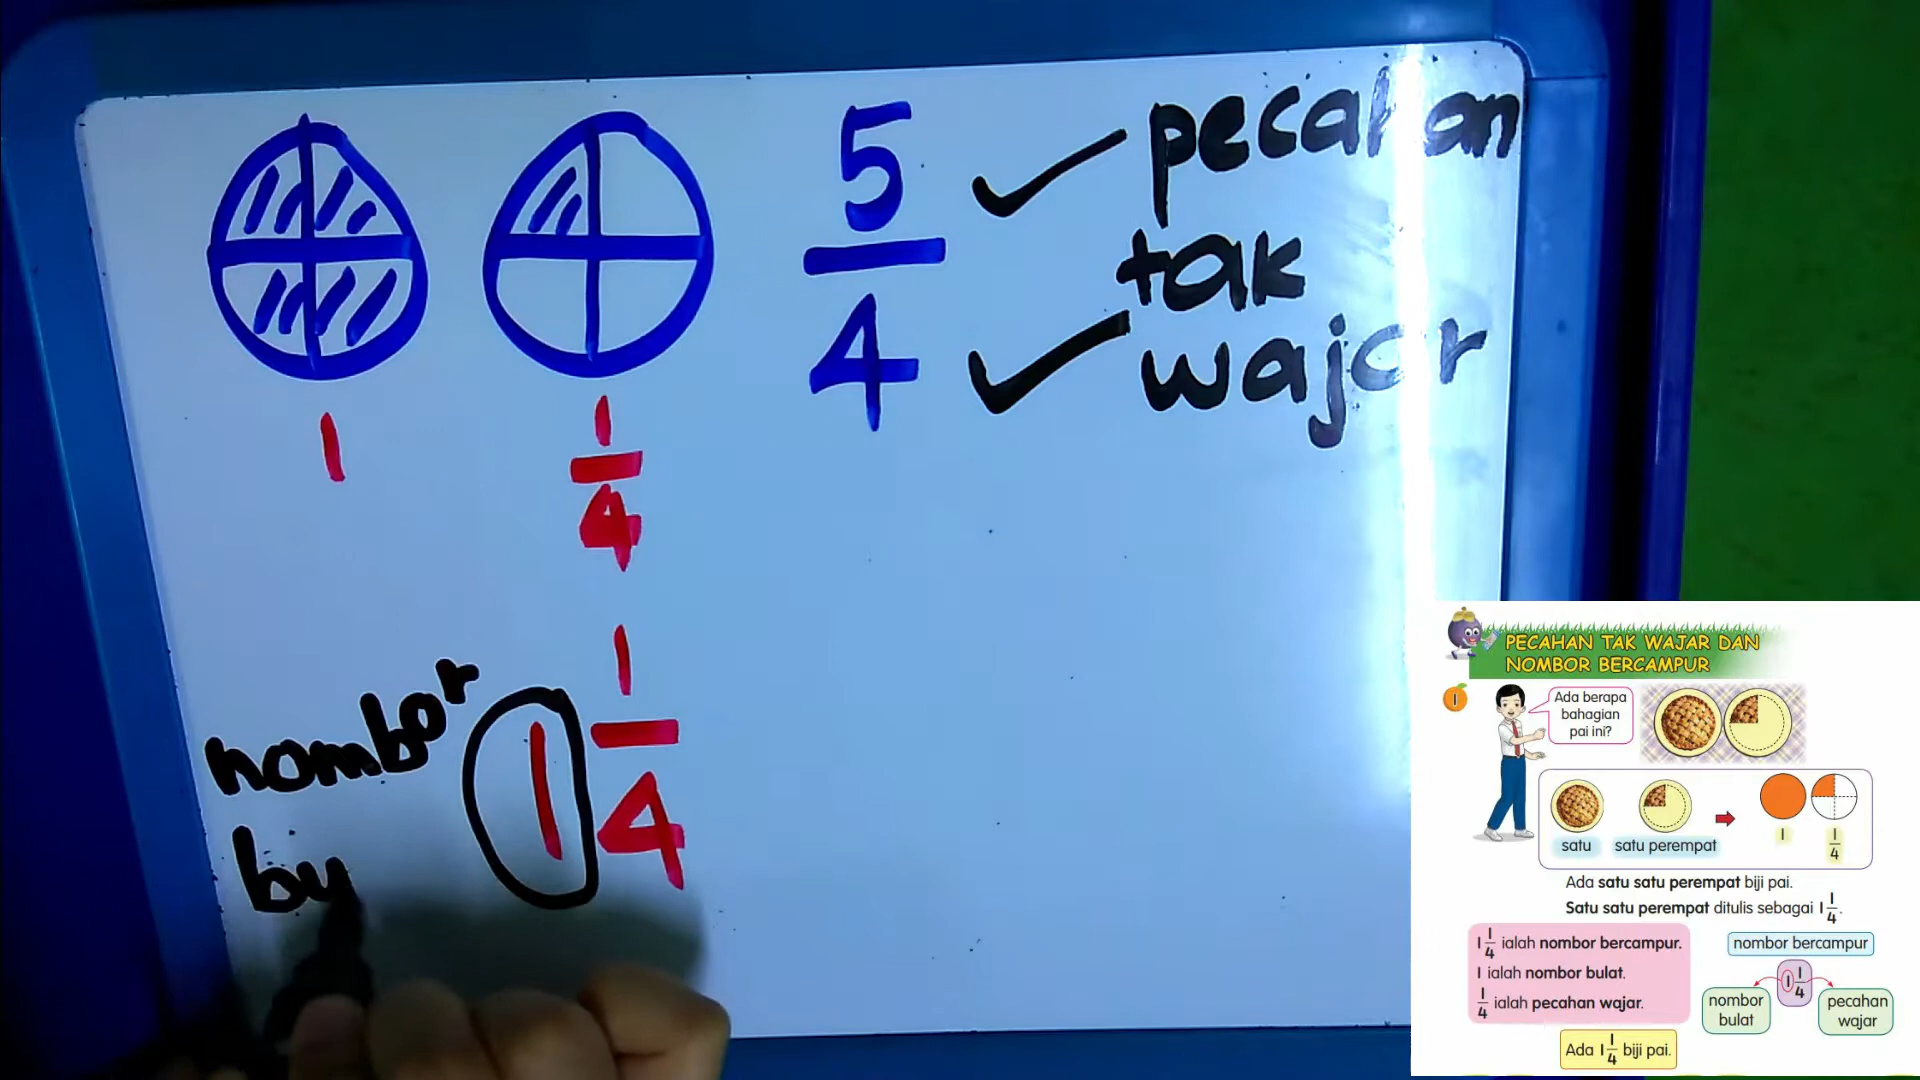 5
4
pecahan
tak
wajar
1
1
4
nombor
bu
1 1
4
PECAHAN TAK WAJAR DAN
NOMBOR BERCAMPUR
1
Ada berapa
bahagian
pai ini?
satu
satu perempat
1
1
4
Ada satu satu perempat biji pai.
Satu satu perempat ditulis sebagai 1 1/4.
1 1/4 ialah nombor bercampur.
1 ialah nombor bulat.
1/4 ialah pecahan wajar.
nombor bercampur
1 1/4
nombor
bulat
pecahan
wajar
Ada 1 1/4 biji pai.